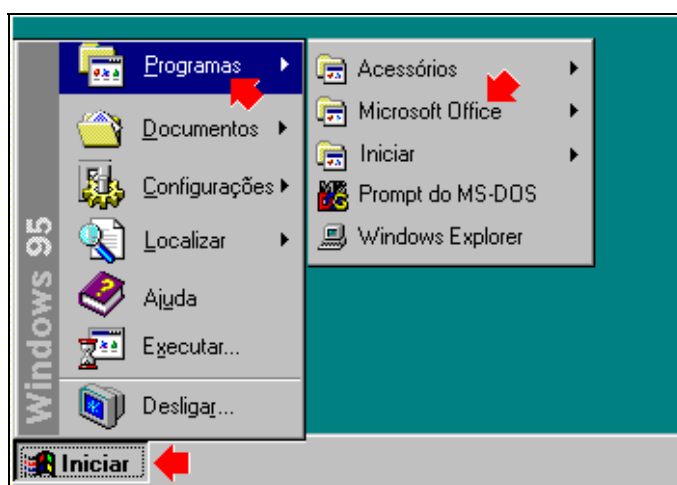 Windows 95
Programas
Documentos
Configurações
Localizar
Ajuda
Executar...
Desligar...
Acessórios
Microsoft Office
Iniciar
Prompt do MS-DOS
Windows Explorer
Iniciar